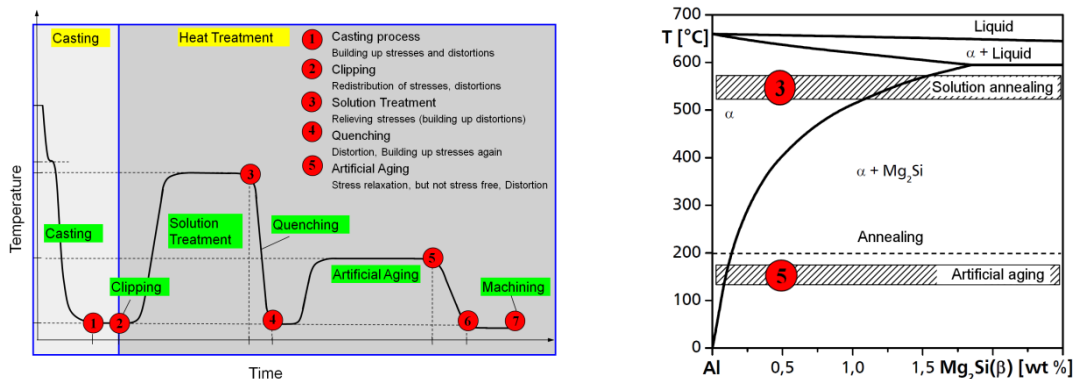 Casting
Heat Treatment
1 Casting process
Building up stresses and distortions
2 Clipping
Redistribution of stresses, distortions
3 Solution Treatment
Relieving stresses (building up distortions)
4 Quenching
Distortion, Building up stresses again
5 Artificial Aging
Stress relaxation, but not stress free, Distortion
Temperature
Casting
Clipping
Solution
Treatment
Quenching
Artificial Aging
Machining
1
2
3
4
5
6
7
Time
700
T [°C]
600
500
400
300
200
100
0
Liquid
α + Liquid
3
Solution annealing
α
α + Mg2Si
Annealing
5
Artificial aging
Al
0,5
1,0
1,5
Mg2Si(β) [wt %]